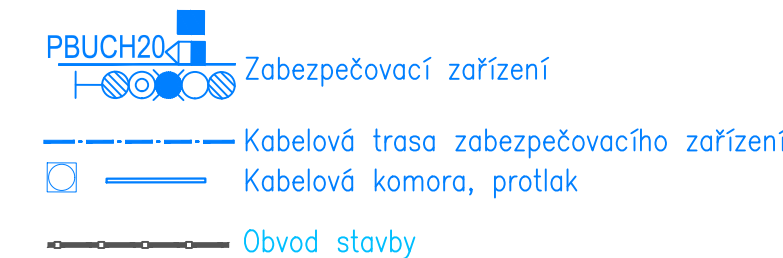 PBUCH20
Zabezpečovací zařízení
Kabelová trasa zabezpečovacího zařízení
Kabelová komora, protlak
Obvod stavby